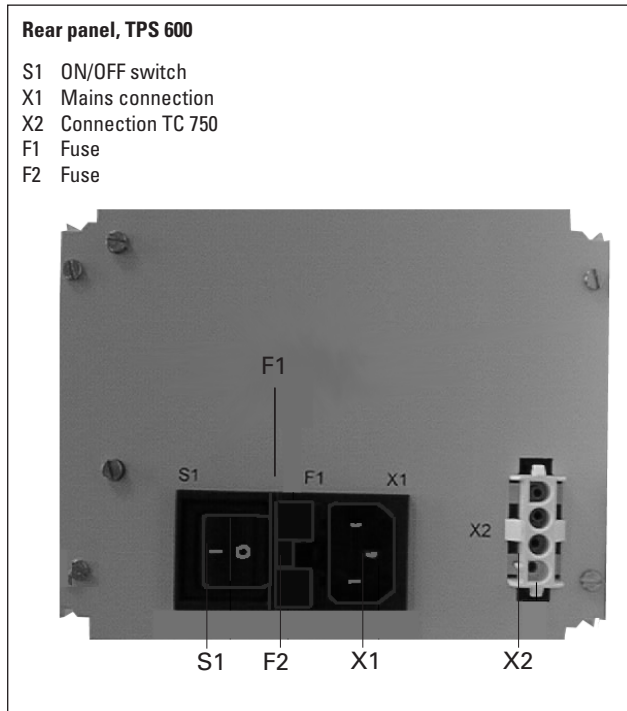 Rear panel, TPS 600
S1 ON/OFF switch
X1 Mains connection
X2 Connection TC 750
F1 Fuse
F2 Fuse
F1
S1 F1 X1
X2
S1 F2 X1 X2